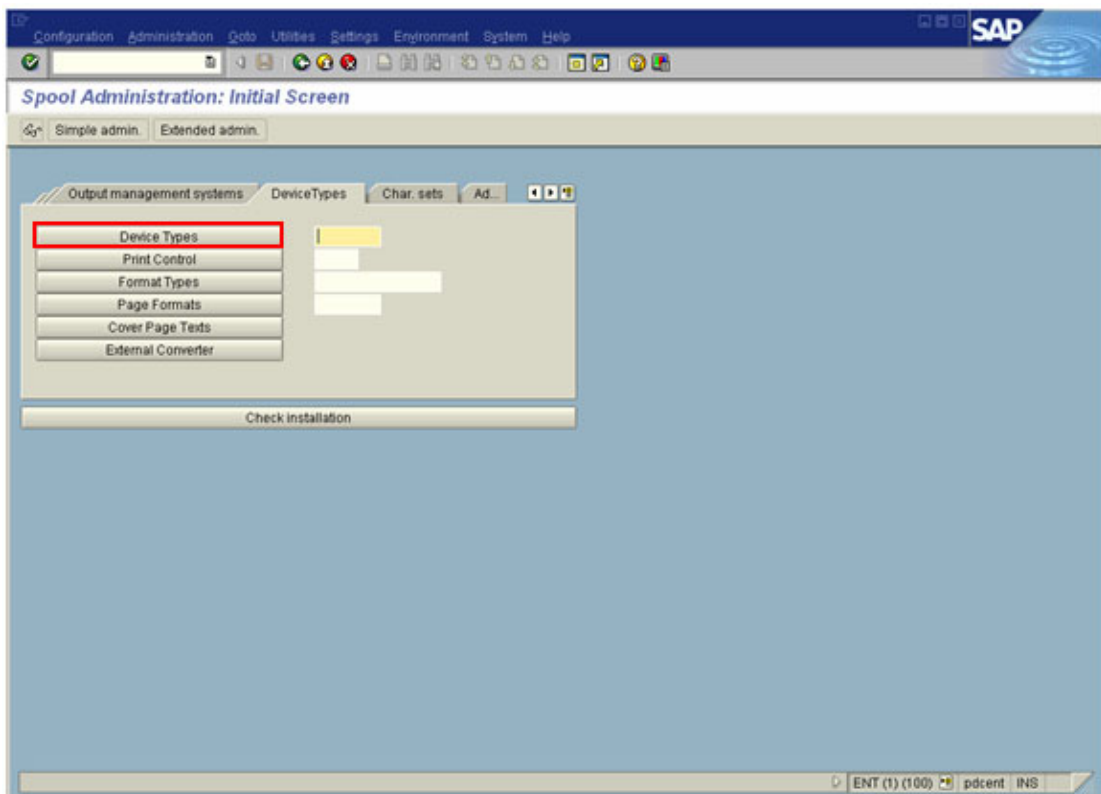 Configuration Administration Goto Utilities Settings Environment System Help
SAP
Spool Administration: Initial Screen
Simple admin. Extended admin.
Output management systems DeviceTypes Char. sets Ad...
Device Types
Print Control
Format Types
Page Formats
Cover Page Texts
External Converter
Check installation
ENT (1) (100) pdcent INS